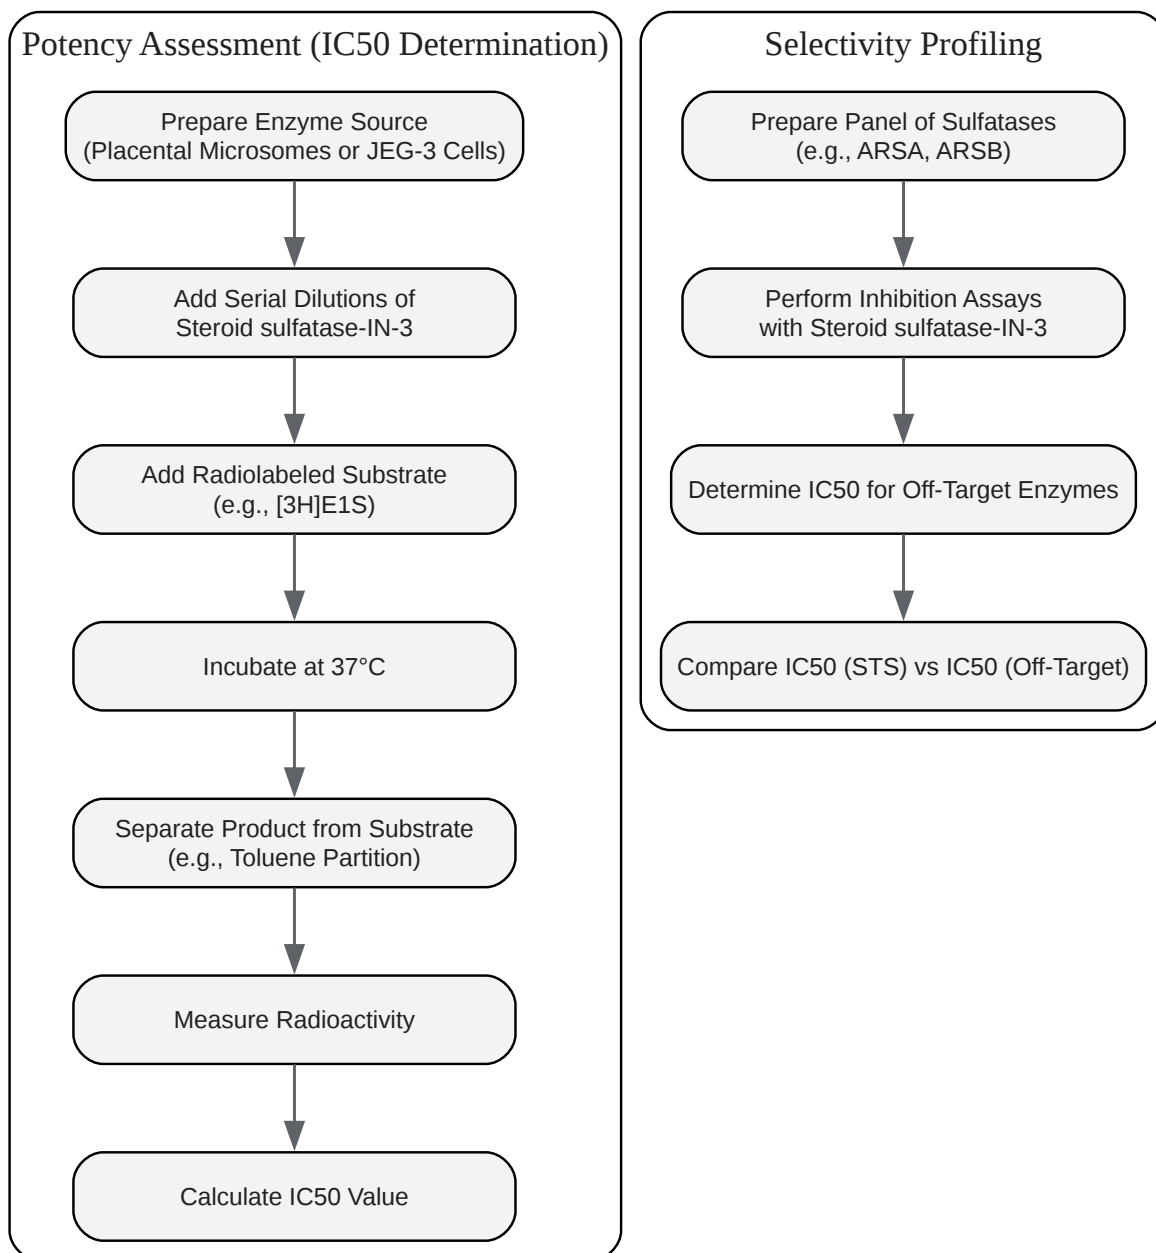 Potency Assessment (IC50 Determination)
Prepare Enzyme Source
(Placental Microsomes or JEG-3 Cells)
Add Serial Dilutions of
Steroid sulfatase-IN-3
Add Radiolabeled Substrate
(e.g., [3H]E1S)
Incubate at 37°C
Separate Product from Substrate
(e.g., Toluene Partition)
Measure Radioactivity
Calculate IC50 Value
Selectivity Profiling
Prepare Panel of Sulfatases
(e.g., ARSA, ARSB)
Perform Inhibition Assays
with Steroid sulfatase-IN-3
Determine IC50 for Off-Target Enzymes
Compare IC50 (STS) vs IC50 (Off-Target)